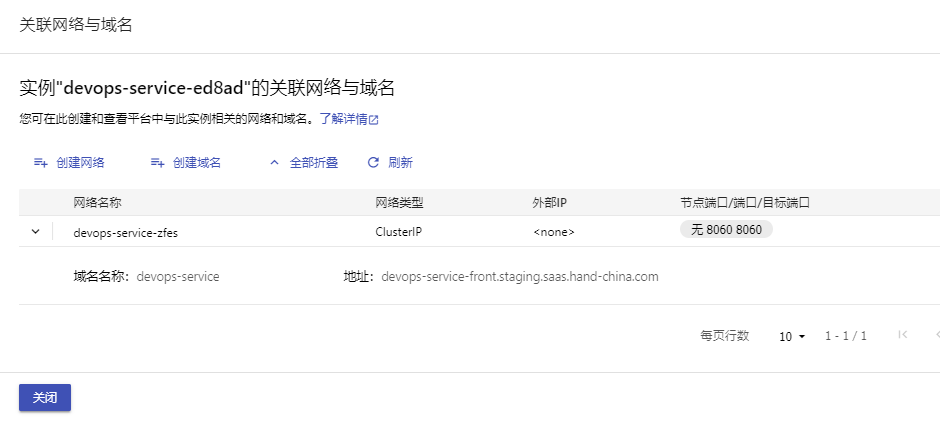 关联网络与域名
实例"devops-service-ed8ad"的关联网络与域名
您可在此创建和查看平台中与此实例相关的网络和域名。了解详情
创建网络 创建域名 全部折叠 刷新
网络名称 网络类型 外部IP 节点端口/端口/目标端口
devops-service-zfes ClusterIP <none> 无 8060 8060
域名名称：devops-service 地址：devops-service-front.staging.saas.hand-china.com
每页行数 10 1 - 1 / 1
关闭